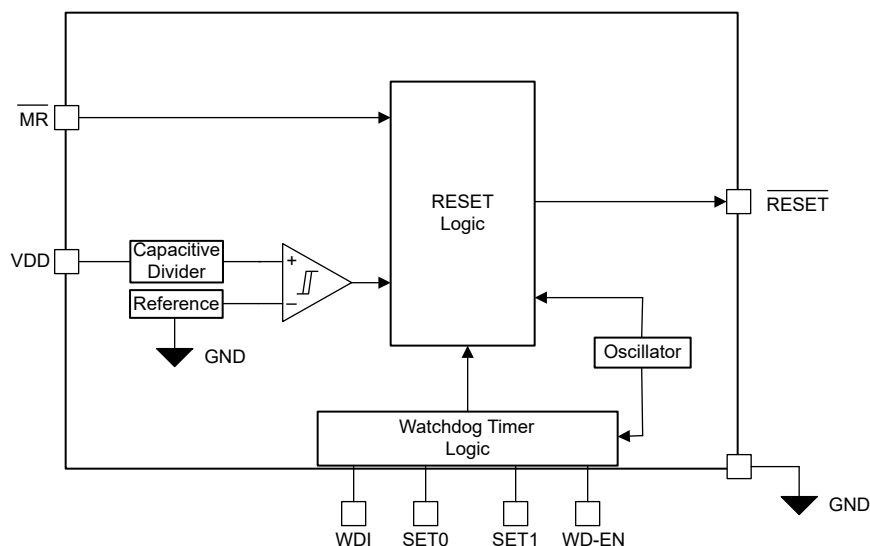 MR
RESET
Logic
RESET
VDD
Capacitive
Divider
+
Reference
−
GND
Oscillator
Watchdog Timer
Logic
GND
WDI SET0 SET1 WD-EN